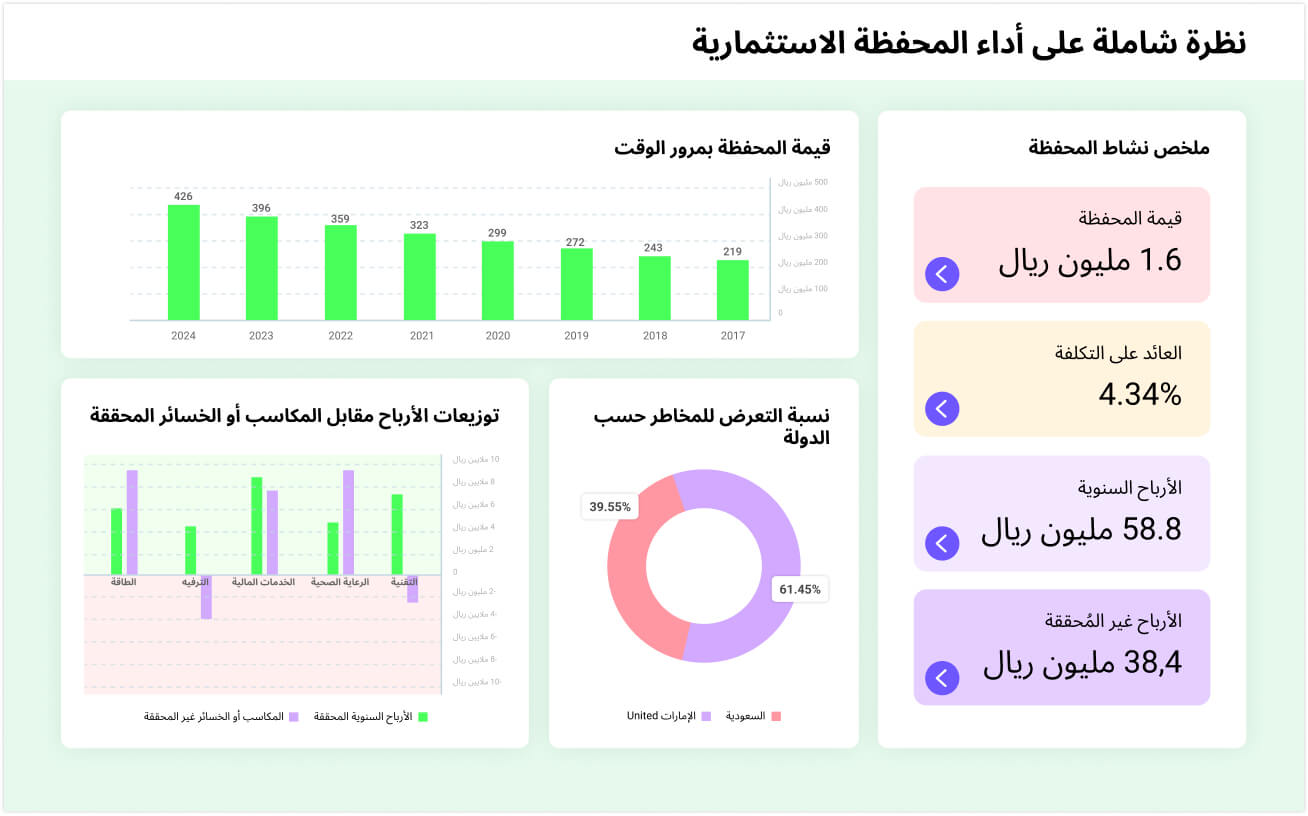 نظرة شاملة على أداء المحفظة الاستثمارية
ملخص نشاط المحفظة
قيمة المحفظة
1.6 مليون ريال
العائد على التكلفة
4.34%
الأرباح السنوية
58.8 مليون ريال
الأرباح غير المُحققة
38,4 مليون ريال
قيمة المحفظة بمرور الوقت
500 مليون ريال
400 مليون ريال
300 مليون ريال
200 مليون ريال
100 مليون ريال
0
219
243
272
299
323
359
396
426
2017
2018
2019
2020
2021
2022
2023
2024
نسبة التعرض للمخاطر حسب
الدولة
39.55%
61.45%
السعودية
الإمارات United
توزيعات الأرباح مقابل المكاسب أو الخسائر المحققة
10 ملايين ريال
8 ملايين ريال
6 ملايين ريال
4 ملايين ريال
2 مليون ريال
0
-2 مليون ريال
-4 ملايين ريال
-6 ملايين ريال
-8 ملايين ريال
-10 ملايين ريال
التقنية
الرعاية الصحية
الخدمات المالية
الترفيه
الطاقة
الأرباح السنوية المحققة
المكاسب أو الخسائر غير المحققة